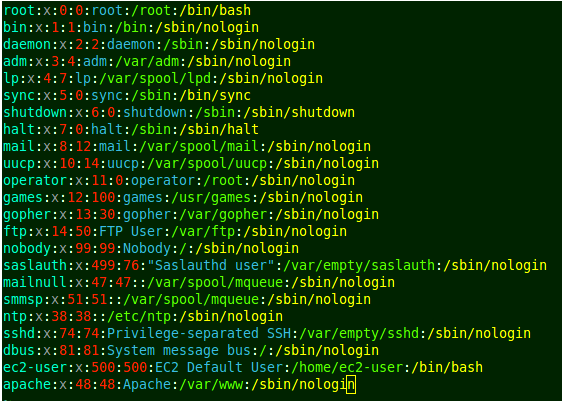 root:x:0:0:root:/root:/bin/bash
bin:x:1:1:bin:/bin:/sbin/nologin
daemon:x:2:2:daemon:/sbin:/sbin/nologin
adm:x:3:4:adm:/var/adm:/sbin/nologin
lp:x:4:7:lp:/var/spool/lpd:/sbin/nologin
sync:x:5:0:sync:/sbin:/bin/sync
shutdown:x:6:0:shutdown:/sbin:/sbin/shutdown
halt:x:7:0:halt:/sbin:/sbin/halt
mail:x:8:12:mail:/var/spool/mail:/sbin/nologin
uucp:x:10:14:uucp:/var/spool/uucp:/sbin/nologin
operator:x:11:0:operator:/root:/sbin/nologin
games:x:12:100:games:/usr/games:/sbin/nologin
gopher:x:13:30:gopher:/var/gopher:/sbin/nologin
ftp:x:14:50:FTP User:/var/ftp:/sbin/nologin
nobody:x:99:99:Nobody:/:/sbin/nologin
saslauth:x:499:76:"Saslauthd user":/var/empty/saslauth:/sbin/nologin
mailnull:x:47:47::/var/spool/mqueue:/sbin/nologin
smmsp:x:51:51::/var/spool/mqueue:/sbin/nologin
ntp:x:38:38::/etc/ntp:/sbin/nologin
sshd:x:74:74:Privilege-separated SSH:/var/empty/sshd:/sbin/nologin
dbus:x:81:81:System message bus:/:/sbin/nologin
ec2-user:x:500:500:EC2 Default User:/home/ec2-user:/bin/bash
apache:x:48:48:Apache:/var/www:/sbin/nologin